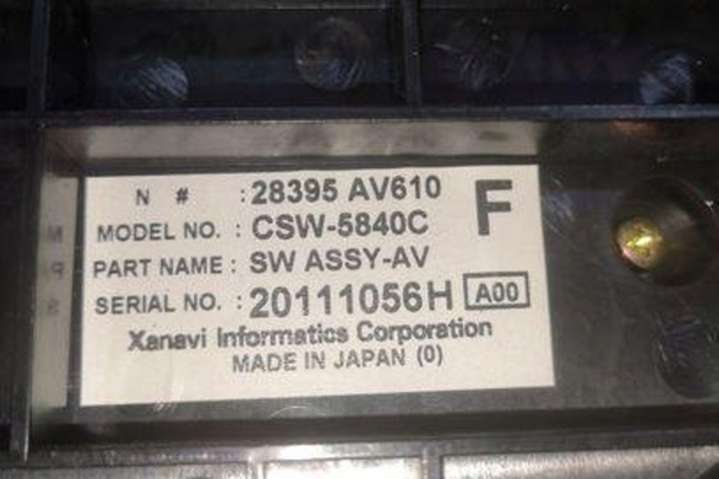 N # : 28395 AV610
F
MODEL NO. : CSW-5840C
PART NAME : SW ASSY-AV
SERIAL NO. : 20111056H A00
Xanavi Informatics Corporation
MADE IN JAPAN (0)